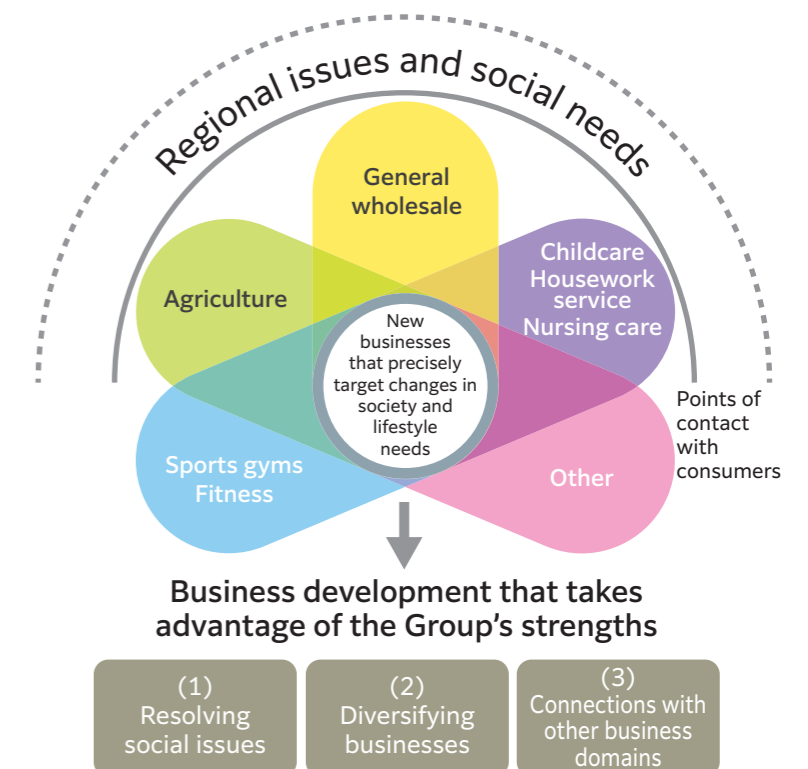 Regional issues and social needs
General
wholesale
Agriculture
Childcare
Housework
service
Nursing care
New
businesses
that precisely
target changes in
society and
lifestyle
needs
Points of
contact
with
consumers
Sports gyms
Fitness
Other
Business development that takes
advantage of the Group’s strengths
(1)
Resolving
social issues
(2)
Diversifying
businesses
(3)
Connections with
other business
domains